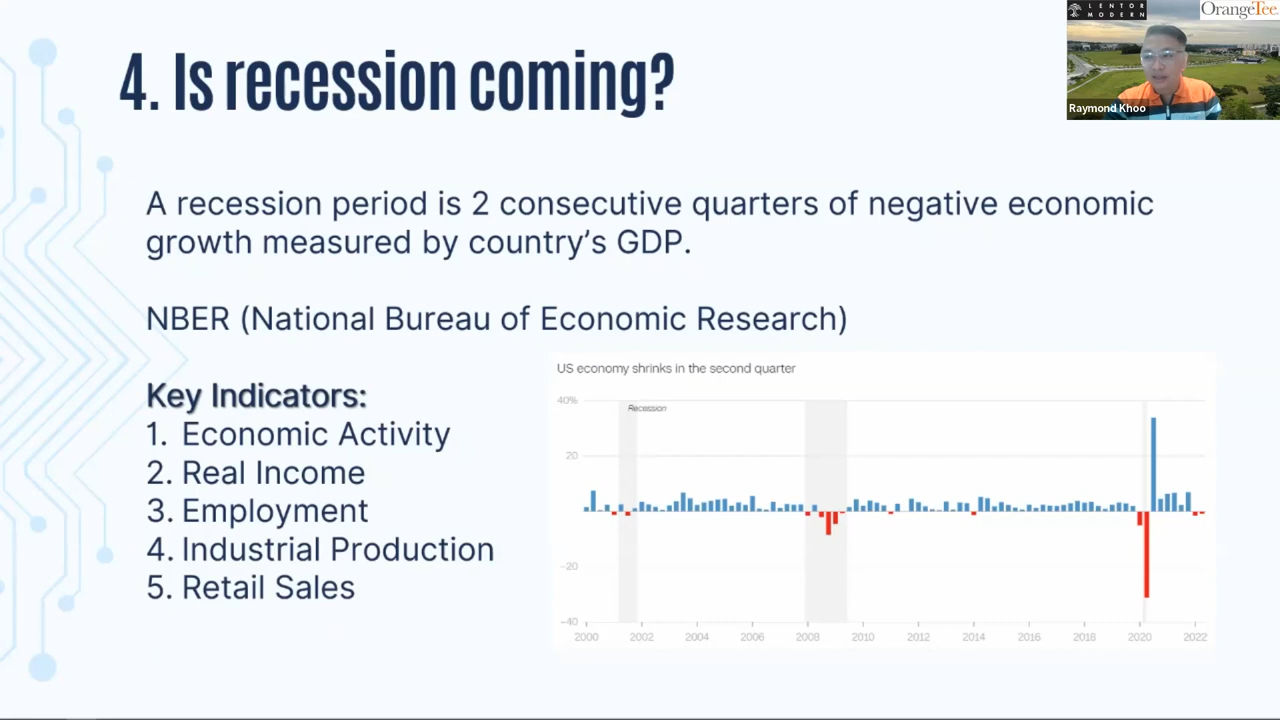 4. Is recession coming?
LENTOR
MODERN
OrangeTee
Raymond Khoo
A recession period is 2 consecutive quarters of negative economic
growth measured by country's GDP.
NBER (National Bureau of Economic Research)
Key Indicators:
1. Economic Activity
2. Real Income
3. Employment
4. Industrial Production
5. Retail Sales
US economy shrinks in the second quarter
40%
Recession
20
0
-20
-40
2000 2002 2004 2006 2008 2010 2012 2014 2016 2018 2020 2022